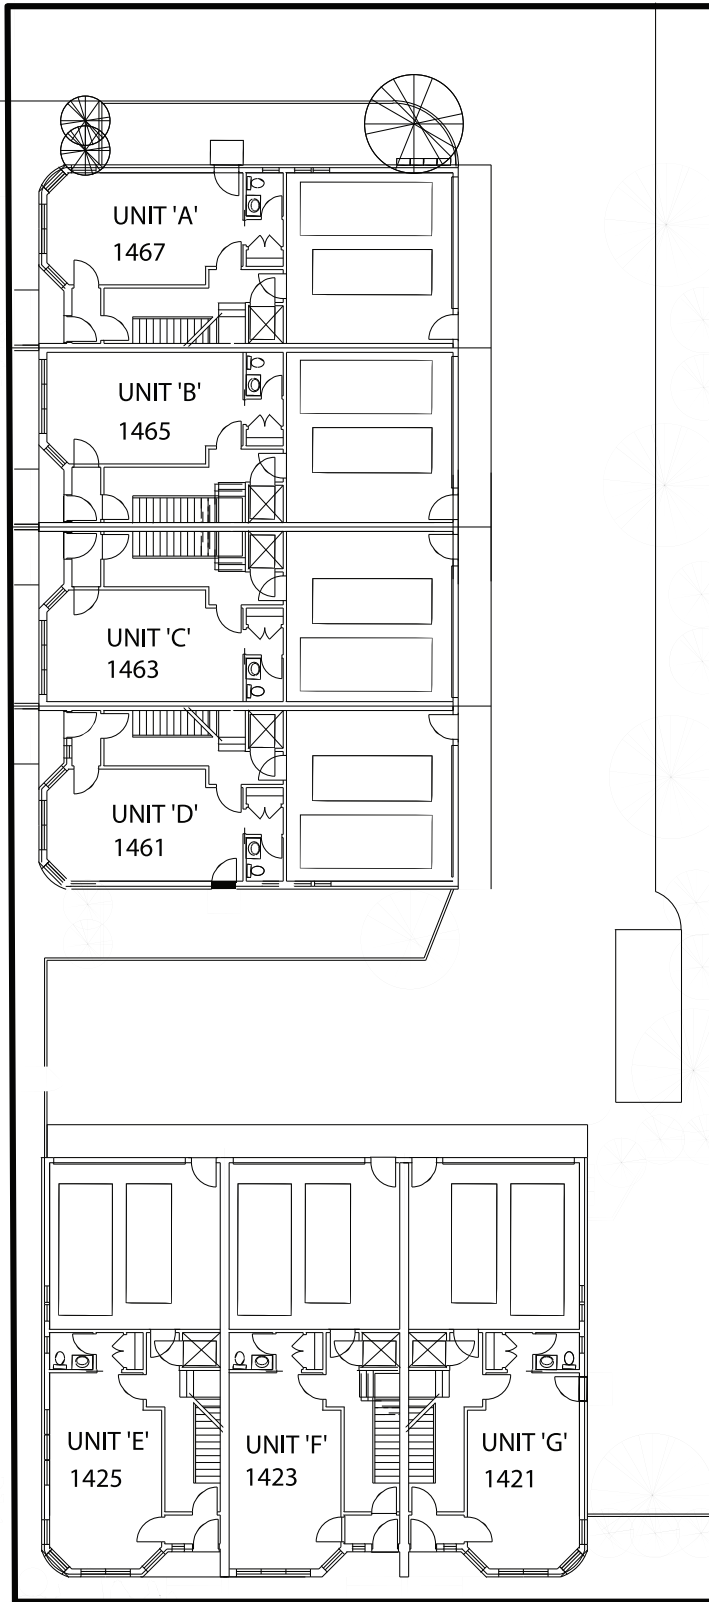 UNIT 'A'
1467
UNIT 'B'
1465
UNIT 'C'
1463
UNIT 'D'
1461
UNIT 'E'
1425
UNIT 'F'
1423
UNIT 'G'
1421